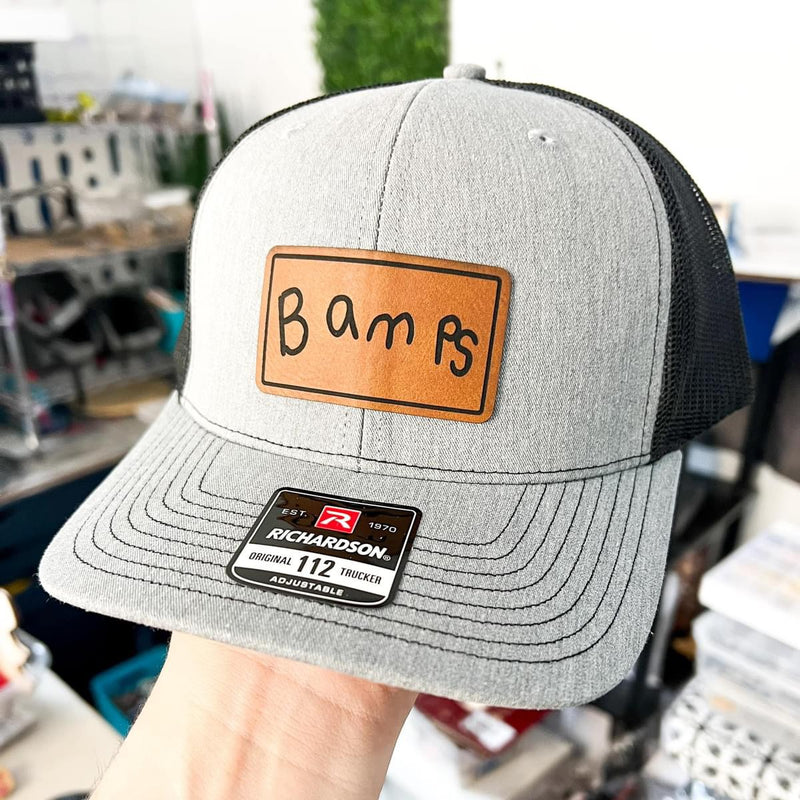 Bamps
EST. R 1970
RICHARDSON®
ORIGINAL 112 TRUCKER
ADJUSTABLE